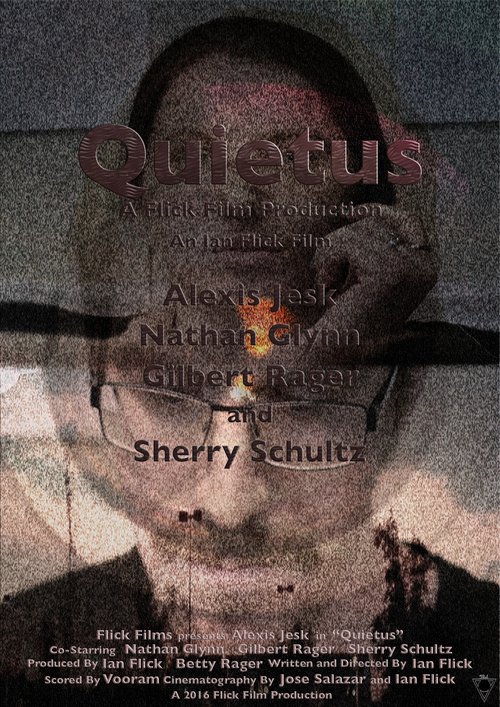 Quietus
A Flick Film Production
An Ian Flick Film
Alexis Jesk
Nathan Glynn
Gilbert Rager
and
Sherry Schultz
Flick Films presents Alexis Jesk in "Quietus"
Co-Starring Nathan Glynn, Gilbert Rager Sherry Schultz
Produced By Ian Flick Betty Rager Written and Directed By Ian Flick
Scored By Vooram Cinematography By Jose Salazar and Ian Flick
A 2016 Flick Film Production